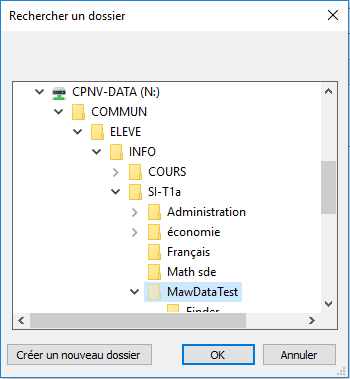 Rechercher un dossier
CPNV-DATA (N:)
COMMUN
ELEVE
INFO
COURS
SI-T1a
Administration
économie
Français
Math sde
MawDataTest
Finder
Créer un nouveau dossier
OK
Annuler